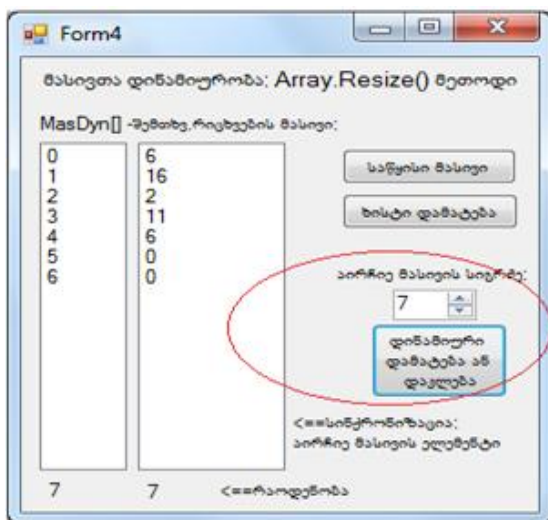 Form4
მასივთა დინამიურობა: Array.Resize() მეთოდი
MasDyn[] -შემთხვ.რიცხვების მასივი:
0 6
1 16
2 2
3 11
4 6
5 0
6 0
საწყისი მასივი
ხისტი დამატება
აირჩიე მასივის სიგრძე:
7
დინამიური
დამატება ან
დაკლება
<==სინქრონიზაცია:
აირჩიე მასივის ელემენტი
7 7 <==რაოდენობა